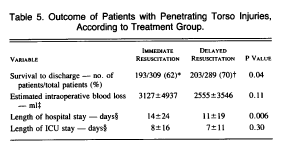 Table 5. Outcome of Patients with Penetrating Torso Injuries,
According to Treatment Group.
VARIABLE
IMMEDIATE RESUSCITATION
DELAYED RESUSCITATION
P VALUE
Survival to discharge — no. of patients/total patients (%)
193/309 (62)*
203/289 (70)†
0.04
Estimated intraoperative blood loss — ml‡
3127±4937
2555±3546
0.11
Length of hospital stay — days§
14±24
11±19
0.006
Length of ICU stay — days§
8±16
7±11
0.30